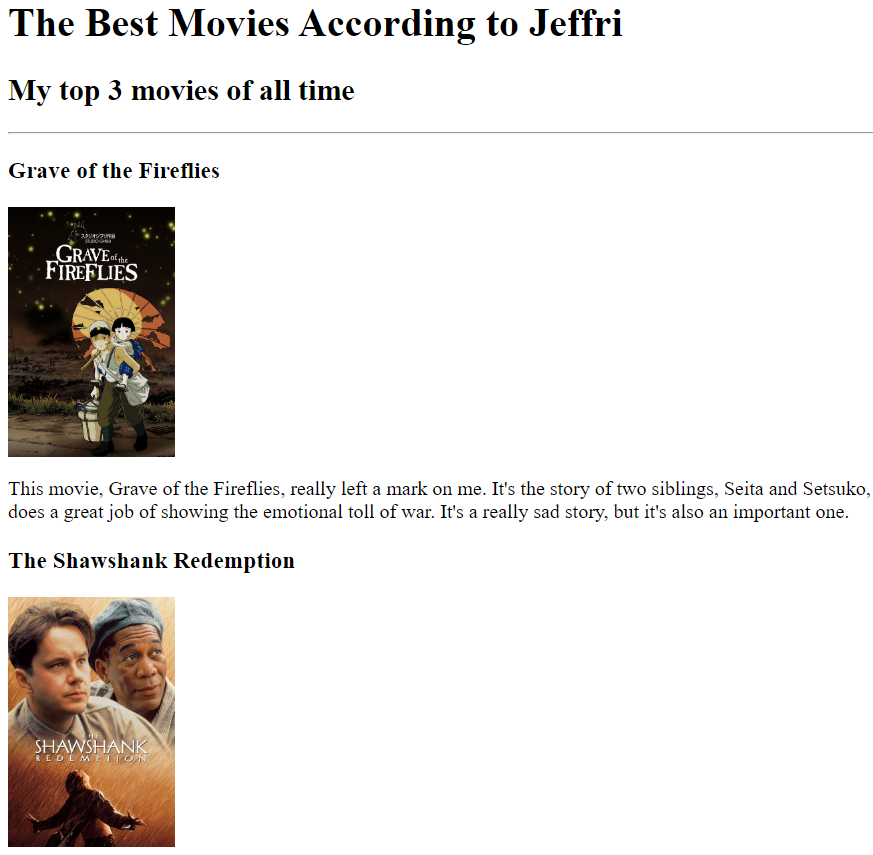 The Best Movies According to Jeffri
My top 3 movies of all time
Grave of the Fireflies
スタジオジブリ作品
STUDIO GHIBLI
GRAVE of the
FIREFLIES
This movie, Grave of the Fireflies, really left a mark on me. It's the story of two siblings, Seita and Setsuko,
does a great job of showing the emotional toll of war. It's a really sad story, but it's also an important one.
The Shawshank Redemption
THE
SHAWSHANK
REDEMPTION